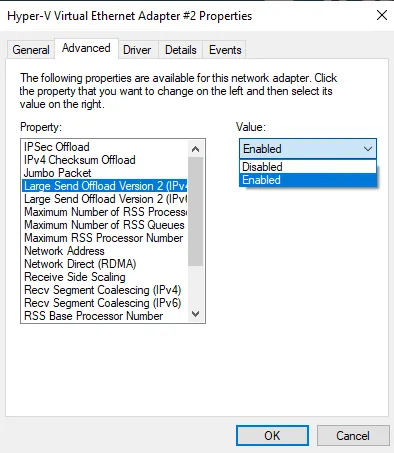 Hyper-V Virtual Ethernet Adapter #2 Properties
General Advanced Driver Details Events
The following properties are available for this network adapter. Click
the property that you want to change on the left and then select its
value on the right.
Property:
IPSec Offload
IPv4 Checksum Offload
Jumbo Packet
Large Send Offload Version 2 (IPv4
Large Send Offload Version 2 (IPv6
Maximum Number of RSS Process
Maximum Number of RSS Queues
Maximum RSS Processor Number
Network Address
Network Direct (RDMA)
Receive Side Scaling
Recv Segment Coalescing (IPv4)
Recv Segment Coalescing (IPv6)
RSS Base Processor Number
Value:
Enabled
Disabled
Enabled
OK Cancel